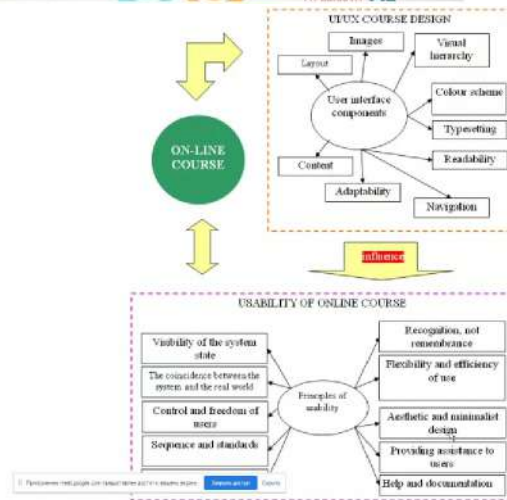 UI/UX COURSE DESIGN
Images
Visual
hierarchy
Layout
User interface
components
Colour scheme
Typesetting
Readability
Content
Adaptability
Navigation
ON-LINE
COURSE
influence
USABILITY OF ONLINE COURSE
Visibility of the system
state
The coincidence between the
system and the real world
Control and freedom of
users
Sequence and standards
Principles of
usability
Recognition, not
remembrance
Flexibility and efficiency
of use
Aesthetic and minimalist
design
Providing assistance to
users
Help and documentation
Скрыть